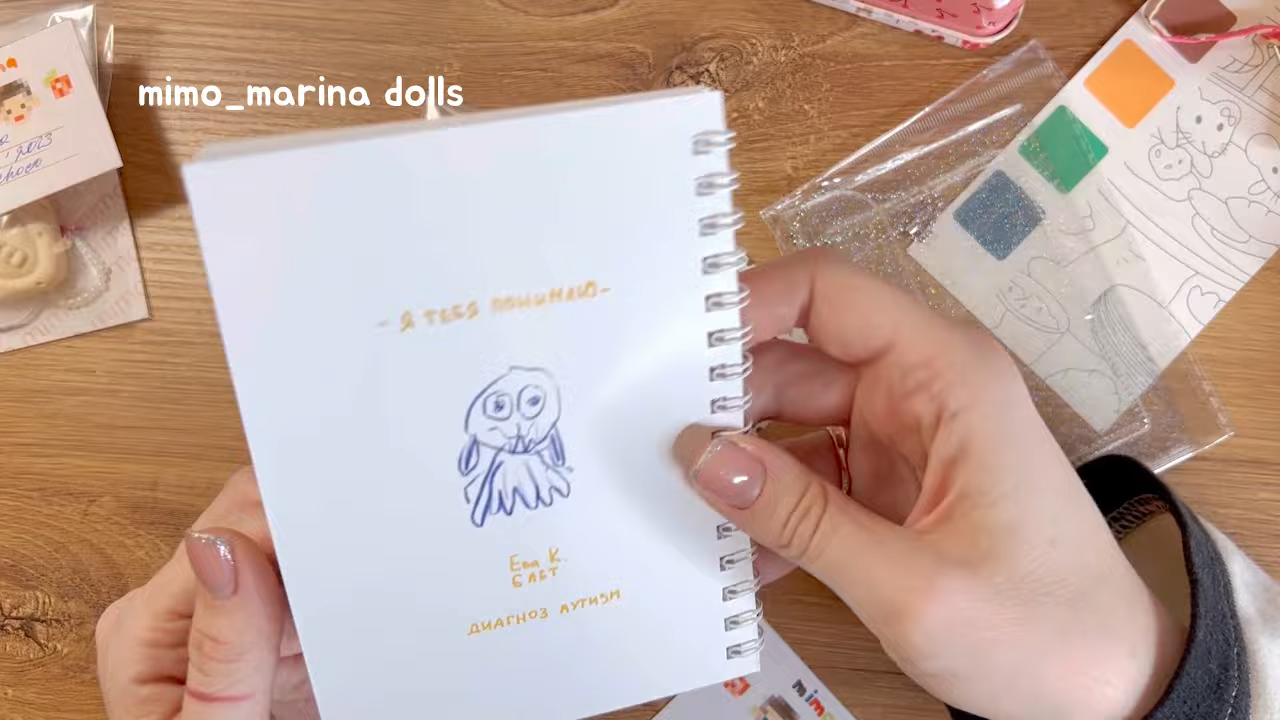 mimo_marina dolls
- Я ТЕБЯ ПОНИМАЮ -
Ева К.
6 ЛЕТ
ДИАГНОЗ АУТИЗМ